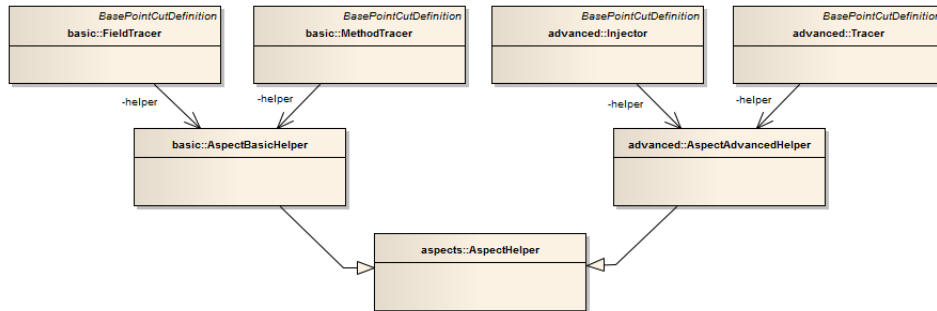 BasePointCutDefinition
basic::FieldTracer
BasePointCutDefinition
basic::MethodTracer
BasePointCutDefinition
advanced::Injector
BasePointCutDefinition
advanced::Tracer
-helper
-helper
-helper
-helper
basic::AspectBasicHelper
advanced::AspectAdvancedHelper
aspects::AspectHelper